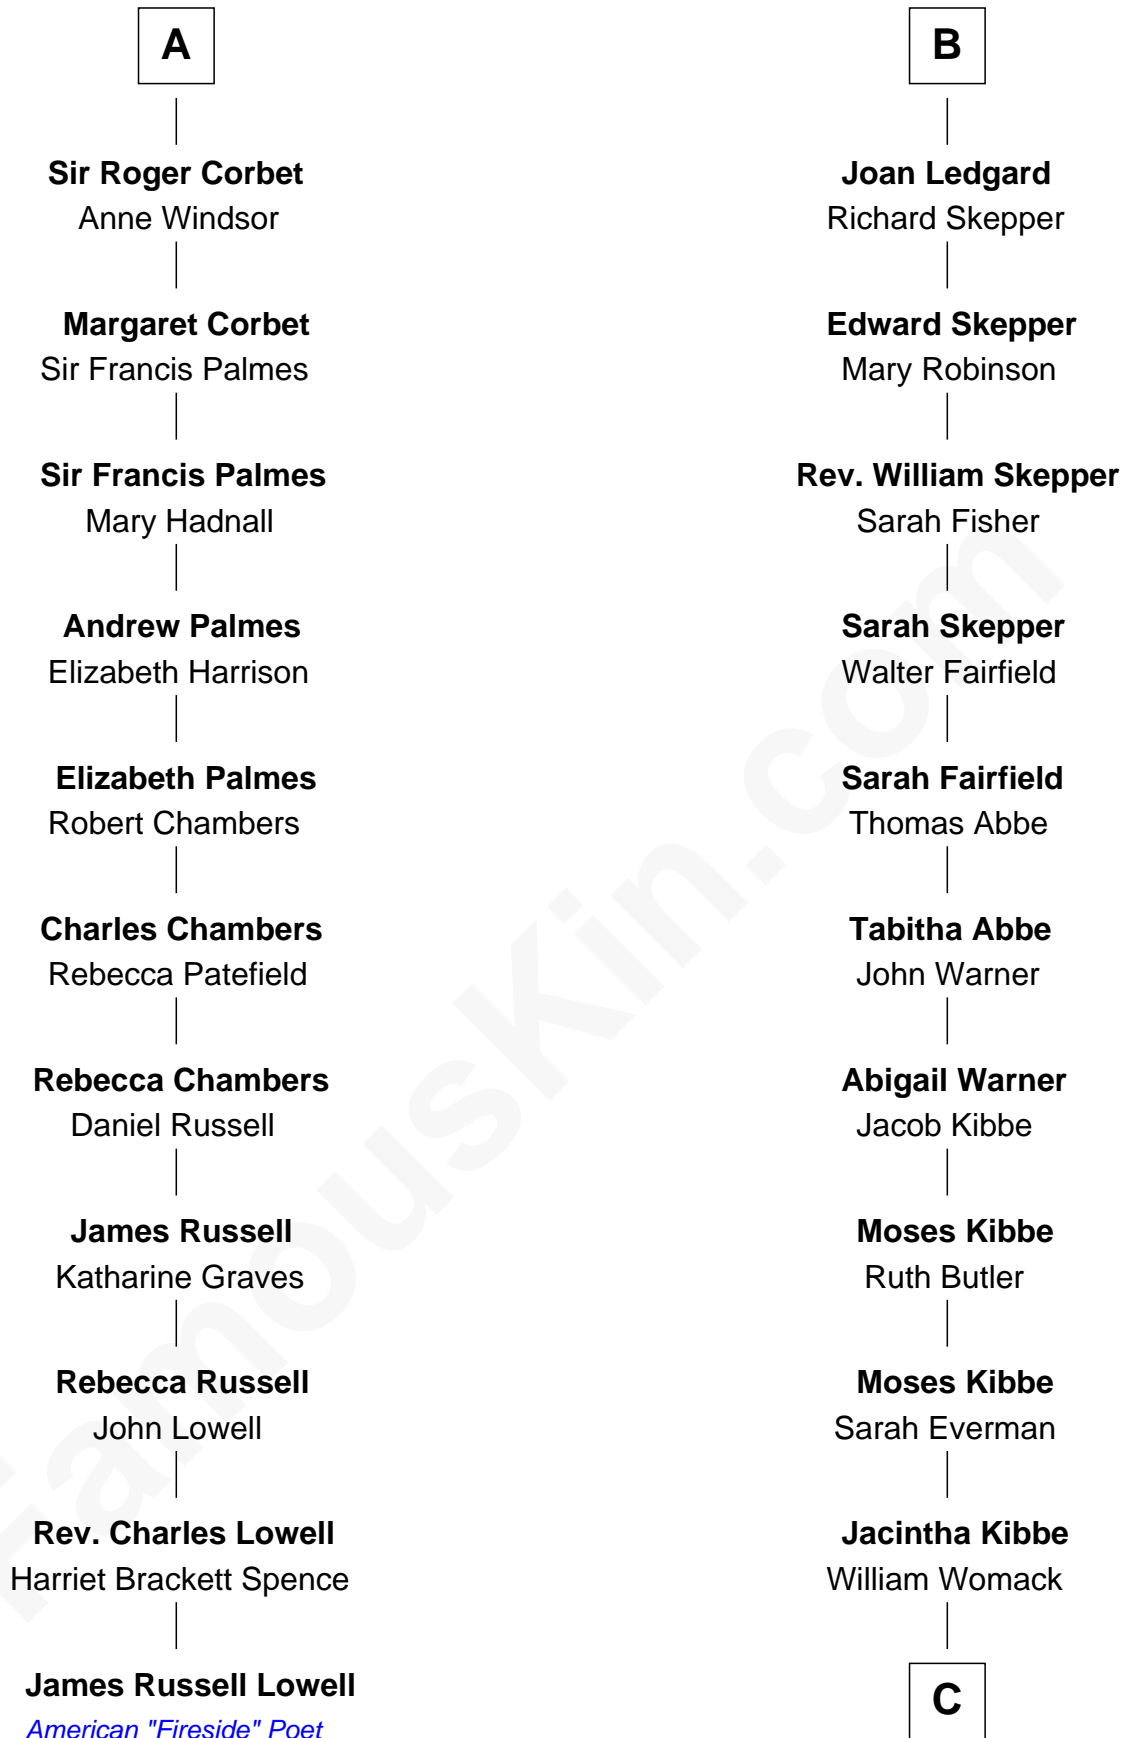 A
Sir Roger Corbet
Anne Windsor
Margaret Corbet
Sir Francis Palmes
Sir Francis Palmes
Mary Hadnall
Andrew Palmes
Elizabeth Harrison
Elizabeth Palmes
Robert Chambers
Charles Chambers
Rebecca Patefield
Rebecca Chambers
Daniel Russell
James Russell
Katharine Graves
Rebecca Russell
John Lowell
Rev. Charles Lowell
Harriet Brackett Spence
James Russell Lowell
American "Fireside" Poet
B
Joan Ledgard
Richard Skepper
Edward Skepper
Mary Robinson
Rev. William Skepper
Sarah Fisher
Sarah Skepper
Walter Fairfield
Sarah Fairfield
Thomas Abbe
Tabitha Abbe
John Warner
Abigail Warner
Jacob Kibbe
Moses Kibbe
Ruth Butler
Moses Kibbe
Sarah Everman
Jacintha Kibbe
William Womack
C
FamousKin.com